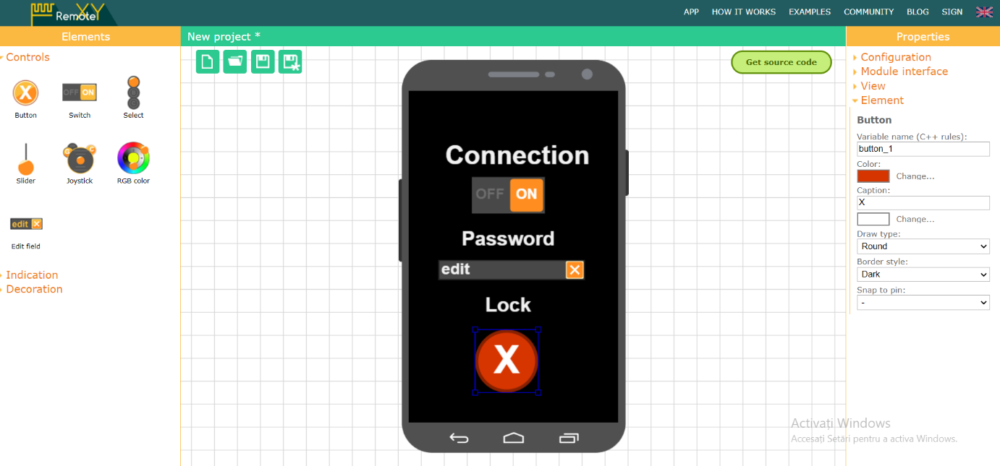 RemoteXY
APP HOW IT WORKS EXAMPLES COMMUNITY BLOG SIGN
Elements
New project *
Properties
Controls
X
OFF ON
Button
Switch
Select
Slider
Joystick
RGB color
edit X
Edit field
Indication
Decoration
Get source code
Connection
OFF ON
Password
edit X
Lock
X
Configuration
Module interface
View
Element
Button
Variable name (C++ rules):
button_1
Color:
Change...
Caption:
X
Change...
Draw type:
Round
Border style:
Dark
Snap to pin:
-
Activați Windows
Accesați Setări pentru a activa Windows.